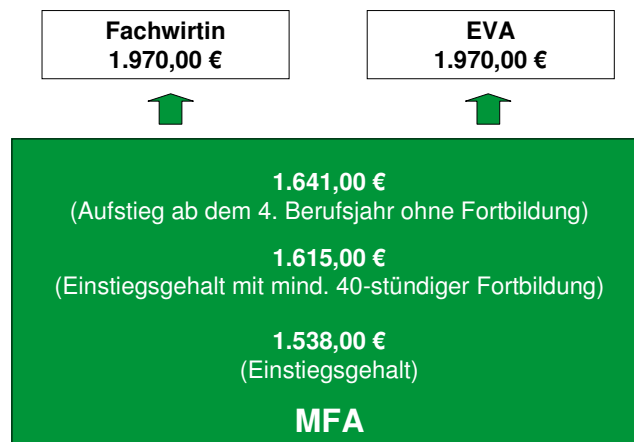 Fachwirtin
1.970,00 €
EVA
1.970,00 €
1.641,00 €
(Aufstieg ab dem 4. Berufsjahr ohne Fortbildung)
1.615,00 €
(Einstiegsgehalt mit mind. 40-stündiger Fortbildung)
1.538,00 €
(Einstiegsgehalt)
MFA